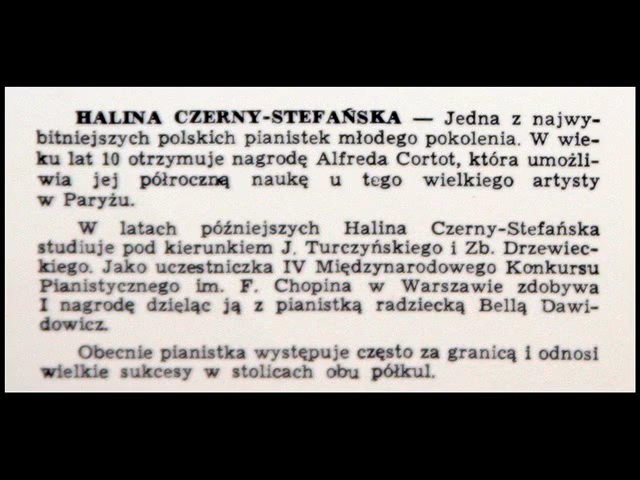 HALINA CZERNY-STEFAŃSKA — Jedna z najwy-
bitniejszych polskich pianistek młodego pokolenia. W wie-
ku lat 10 otrzymuje nagrodę Alfreda Cortot, która umożli-
wia jej półroczną naukę u tego wielkiego artysty
w Paryżu.
W latach późniejszych Halina Czerny-Stefańska
studiuje pod kierunkiem J. Turczyńskiego i Zb. Drzewiec-
kiego. Jako uczestniczka IV Międzynarodowego Konkursu
Pianistycznego im. F. Chopina w Warszawie zdobywa
I nagrodę dzieląc ją z pianistką radziecką Bellą Dawi-
dowicz.
Obecnie pianistka występuje często za granicą i odnosi
wielkie sukcesy w stolicach obu półkul.